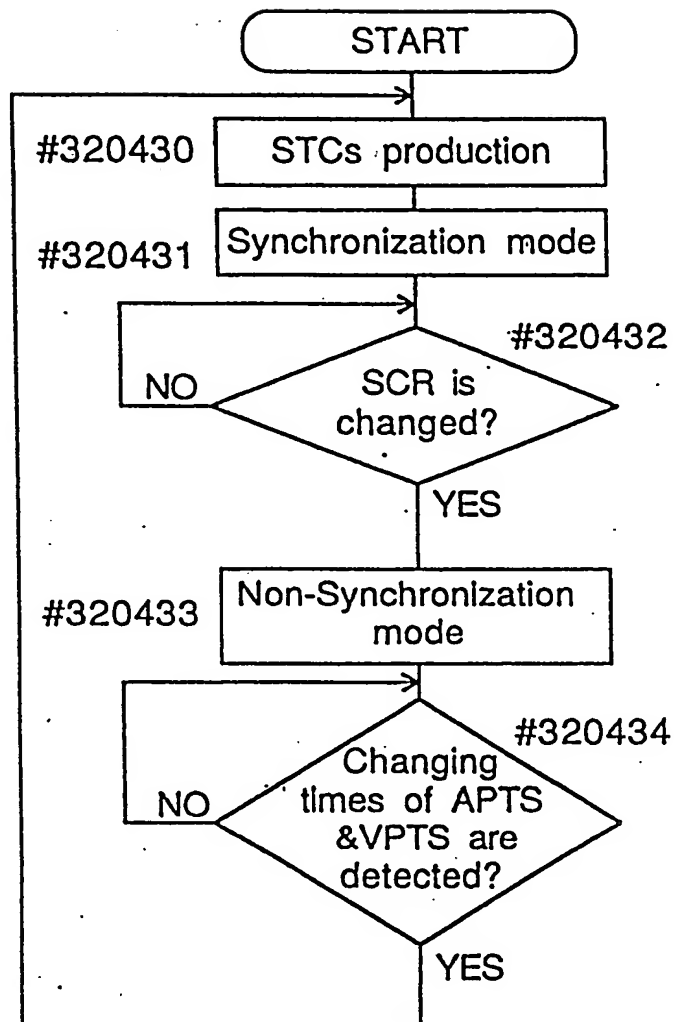 START
#320430
STCs production
#320431
Synchronization mode
#320432
SCR is
changed?
NO
YES
#320433
Non-Synchronization
mode
#320434
Changing
times of APTS
&VPTS are
detected?
NO
YES